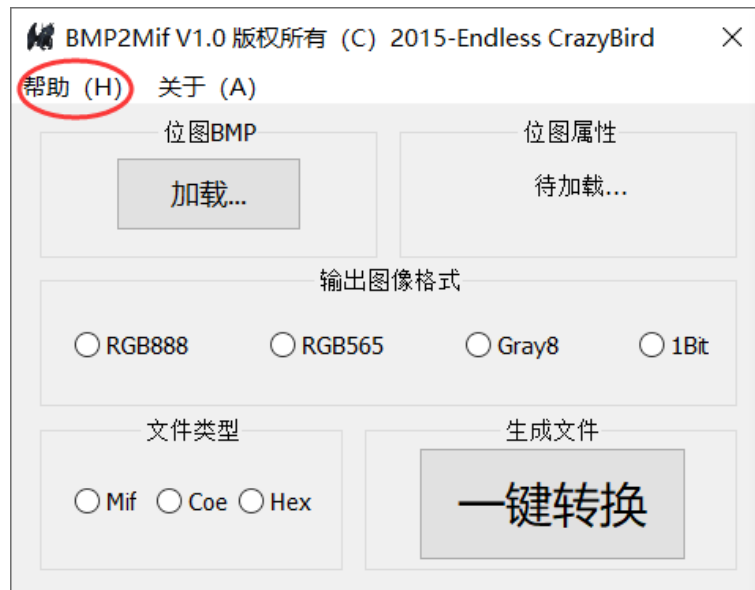 BMP2Mif V1.0 版权所有（C）2015-Endless CrazyBird
帮助（H） 关于（A）
位图BMP
加载...
位图属性
待加载...
输出图像格式
RGB888 RGB565 Gray8 1Bit
文件类型
Mif Coe Hex
生成文件
一键转换